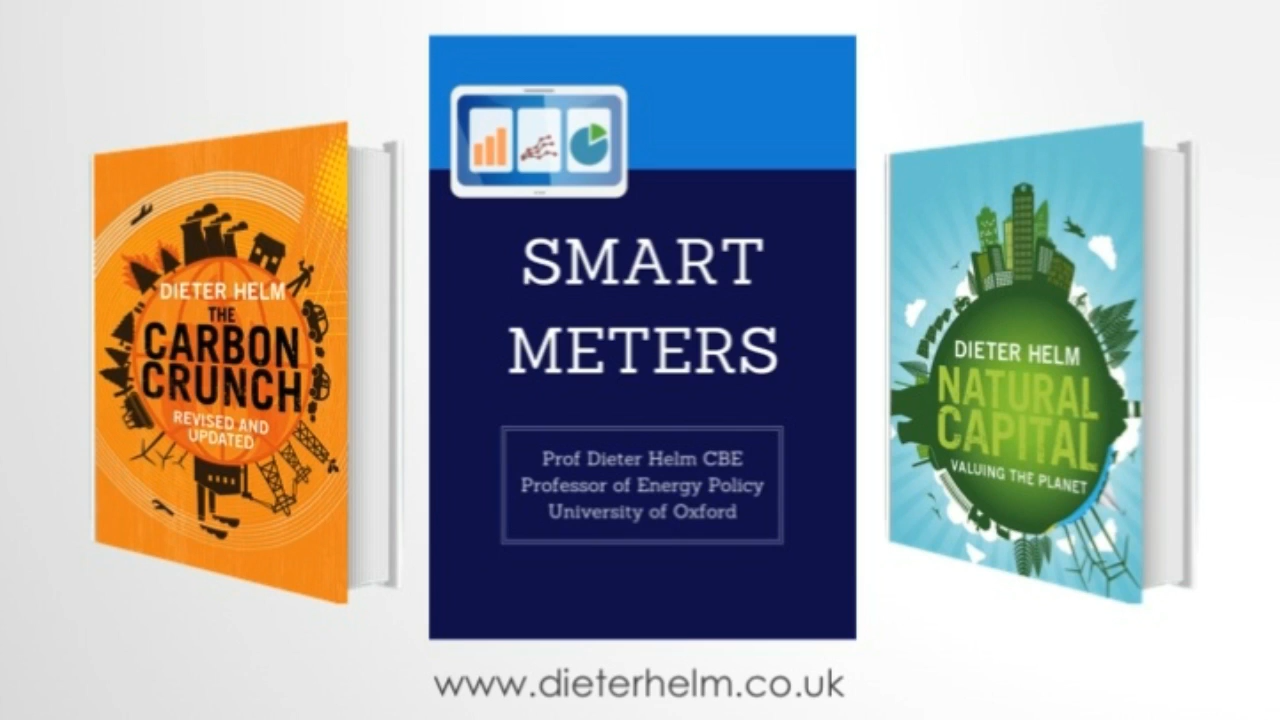 DIETER HELM
THE
CARBON
CRUNCH
REVISED AND
UPDATED
SMART
METERS
Prof Dieter Helm CBE
Professor of Energy Policy
University of Oxford
DIETER HELM
NATURAL
CAPITAL
VALUING THE PLANET
www.dieterhelm.co.uk